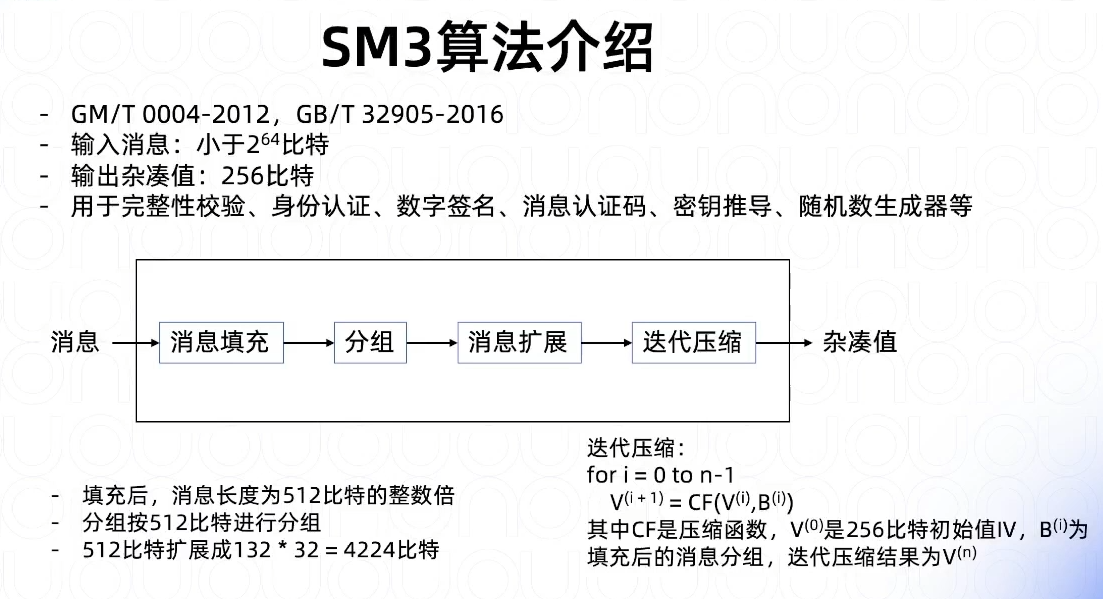 SM3算法介绍
- GM/T 0004-2012，GB/T 32905-2016
- 输入消息：小于2⁶⁴比特
- 输出杂凑值：256比特
- 用于完整性校验、身份认证、数字签名、消息认证码、密钥推导、随机数生成器等
消息 消息填充 分组 消息扩展 迭代压缩 杂凑值
- 填充后，消息长度为512比特的整数倍
- 分组按512比特进行分组
- 512比特扩展成132 * 32 = 4224比特
迭代压缩：
for i = 0 to n-1
V⁽ⁱ ⁺ ¹⁾ = CF(V⁽ⁱ⁾,B⁽ⁱ⁾)
其中CF是压缩函数，V⁽⁰⁾是256比特初始值IV，B⁽ⁱ⁾为
填充后的消息分组，迭代压缩结果为V⁽ⁿ⁾